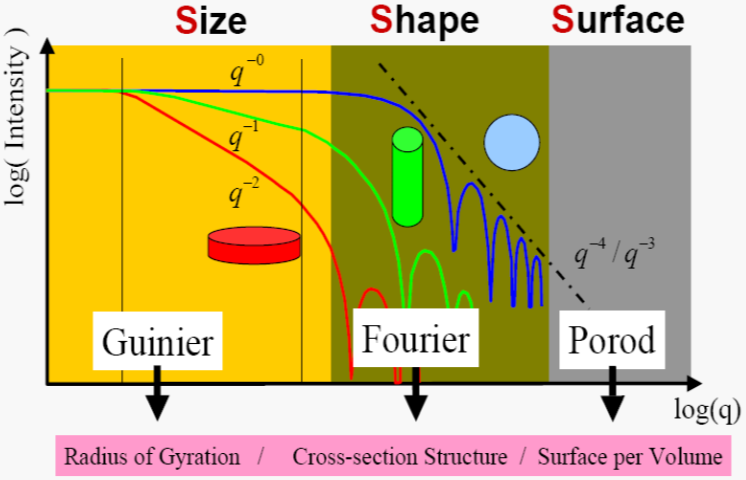 Size Shape Surface
log( Intensity )
q⁻⁰
q⁻¹
q⁻²
q⁻⁴ / q⁻³
Guinier Fourier Porod
log(q)
Radius of Gyration / Cross-section Structure / Surface per Volume